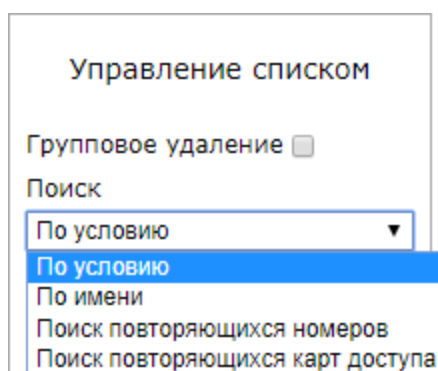 Управление списком
Групповое удаление
Поиск
По условию
По условию
По имени
Поиск повторяющихся номеров
Поиск повторяющихся карт доступа